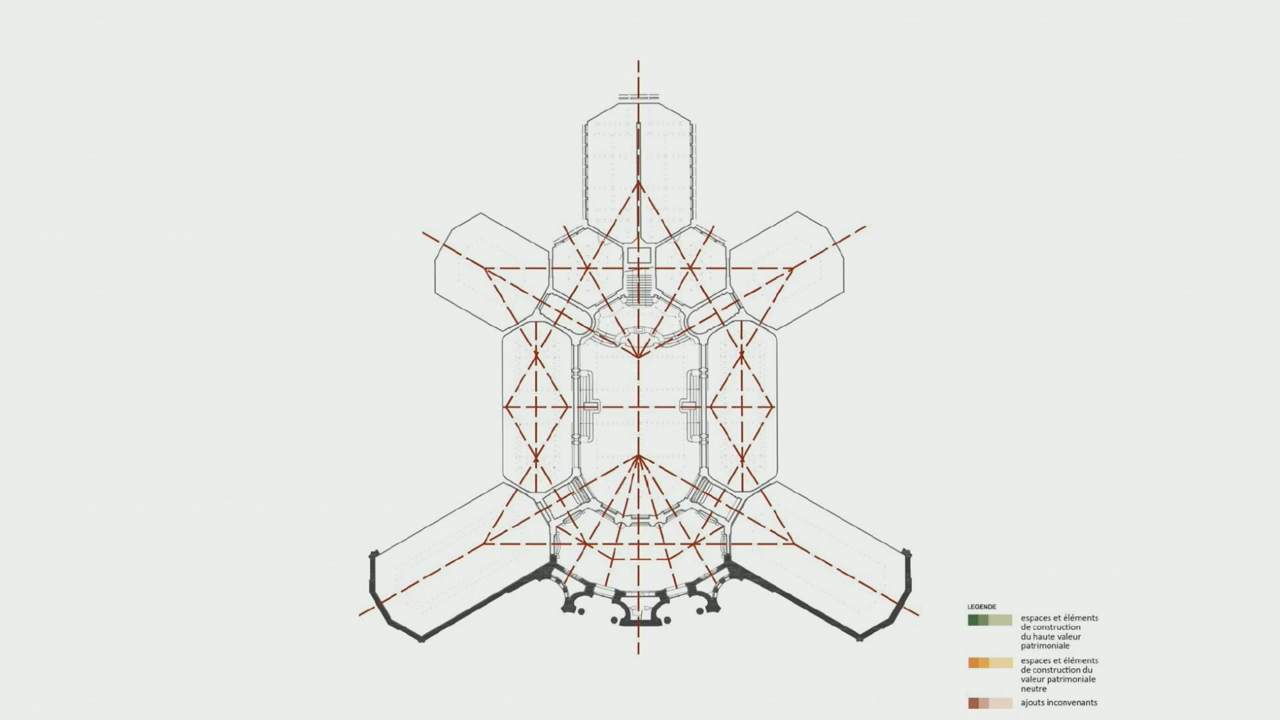 LEGENDE
espaces et éléments
de construction
du haute valeur
patrimoniale
espaces et éléments
de construction du
valeur patrimoniale
neutre
ajouts inconvenants